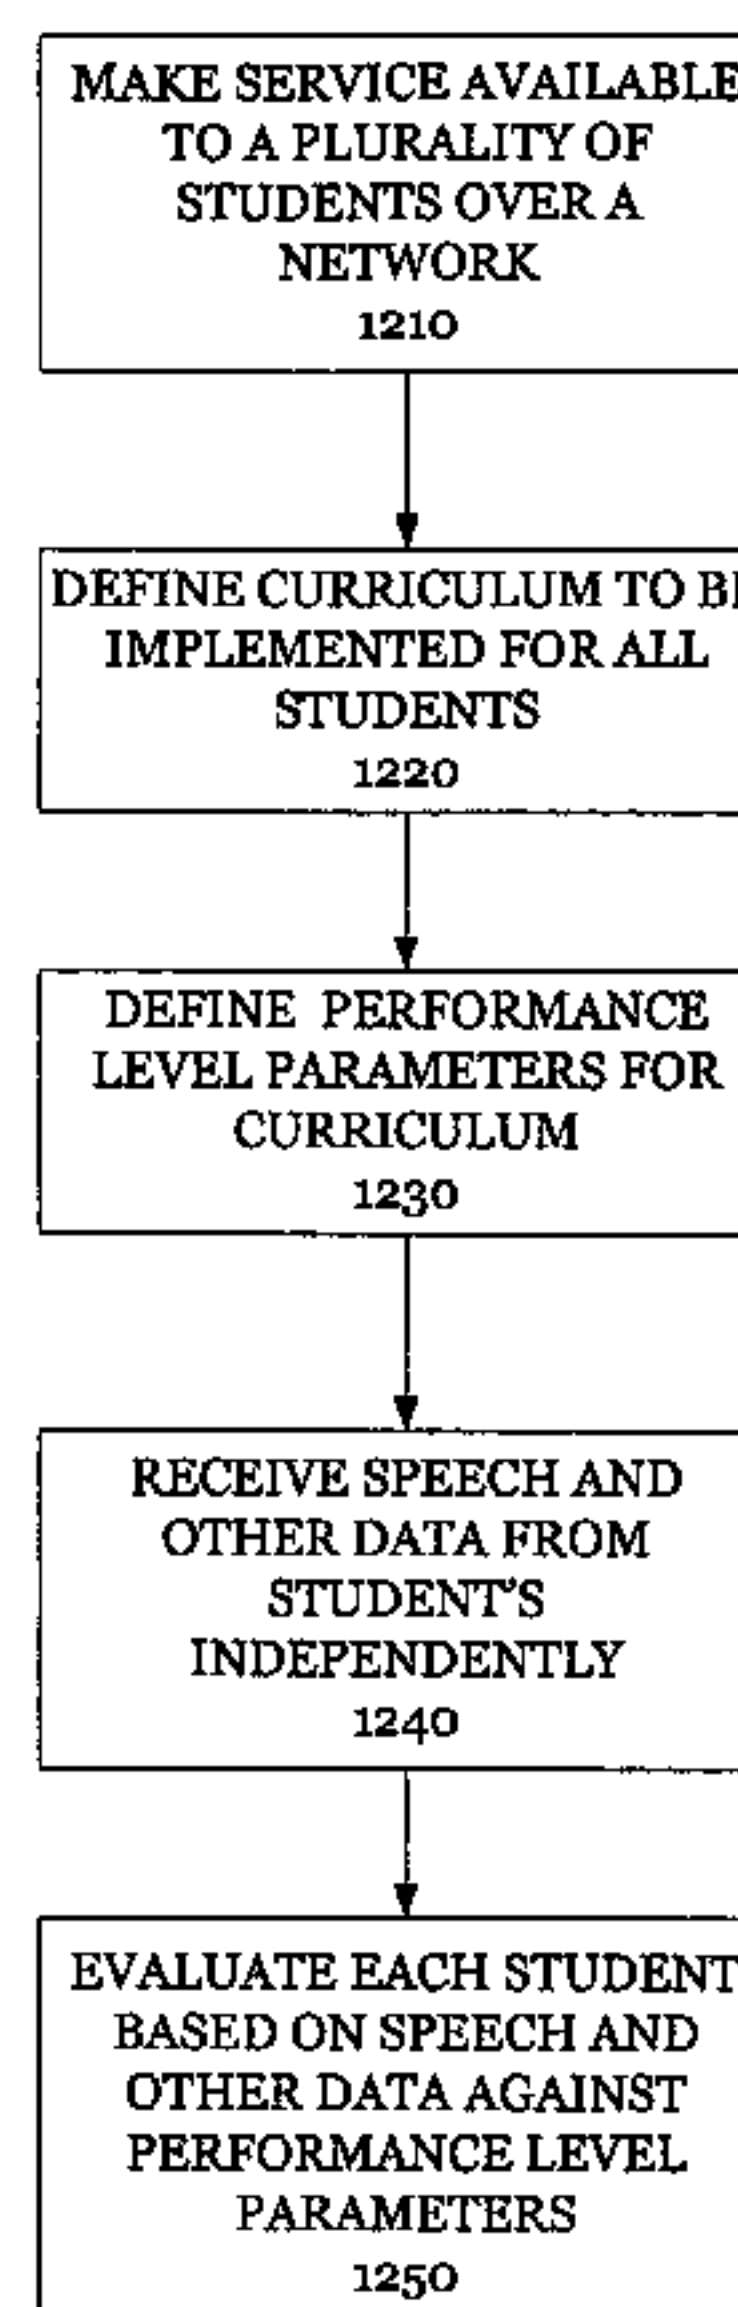 MAKE SERVICE AVAILABLE
TO A PLURALITY OF
STUDENTS OVER A
NETWORK
1210
DEFINE CURRICULUM TO BE
IMPLEMENTED FOR ALL
STUDENTS
1220
DEFINE PERFORMANCE
LEVEL PARAMETERS FOR
CURRICULUM
1230
RECEIVE SPEECH AND
OTHER DATA FROM
STUDENT'S
INDEPENDENTLY
1240
EVALUATE EACH STUDENT
BASED ON SPEECH AND
OTHER DATA AGAINST
PERFORMANCE LEVEL
PARAMETERS
1250